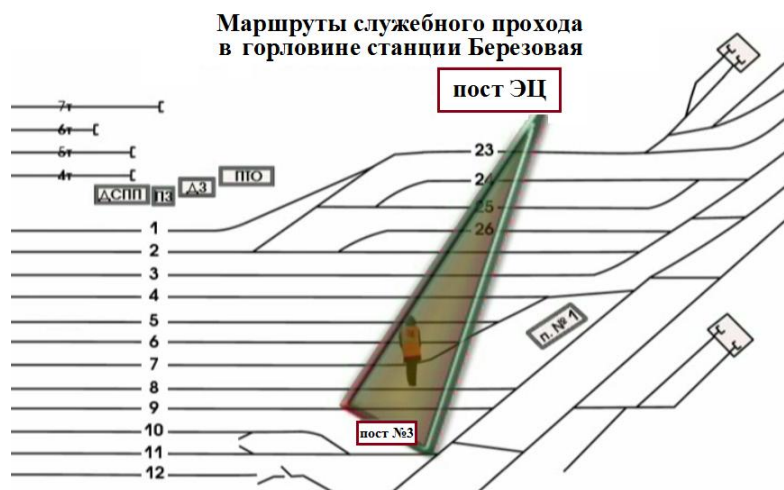 Маршруты служебного прохода
в горловине станции Березовая
пост ЭЦ
7т
6т
5т
4т
ДСПП
ПЗ
ДЗ
ПТО
23
24
25
26
1
2
3
4
5
6
7
8
9
10
11
12
п. № 1
пост №3